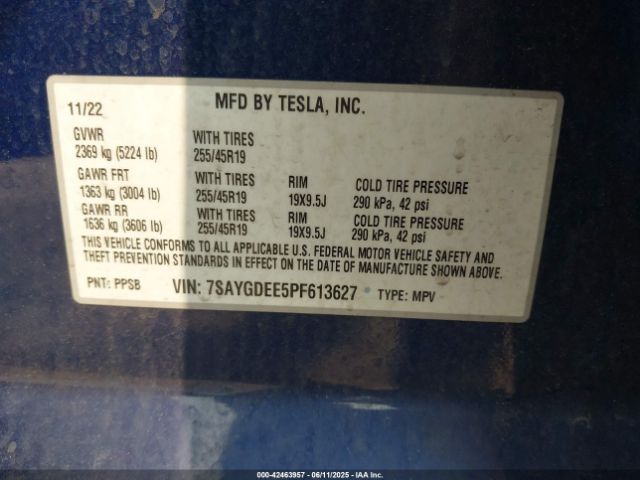 11/22 MFD BY TESLA, INC.
GVWR WITH TIRES
2369 kg (5224 lb) 255/45R19
GAWR FRT WITH TIRES RIM COLD TIRE PRESSURE
1363 kg (3004 lb) 255/45R19 19X9.5J 290 kPa, 42 psi
GAWR RR WITH TIRES RIM COLD TIRE PRESSURE
1636 kg (3606 lb) 255/45R19 19X9.5J 290 kPa, 42 psi
THIS VEHICLE CONFORMS TO ALL APPLICABLE U.S. FEDERAL MOTOR VEHICLE SAFETY AND
THEFT PREVENTION STANDARDS IN EFFECT ON THE DATE OF MANUFACTURE SHOWN ABOVE.
PNT: PPSB VIN: 7SAYGDEE5PF613627 TYPE: MPV
000-42463957 - 06/11/2025 - IAA Inc.